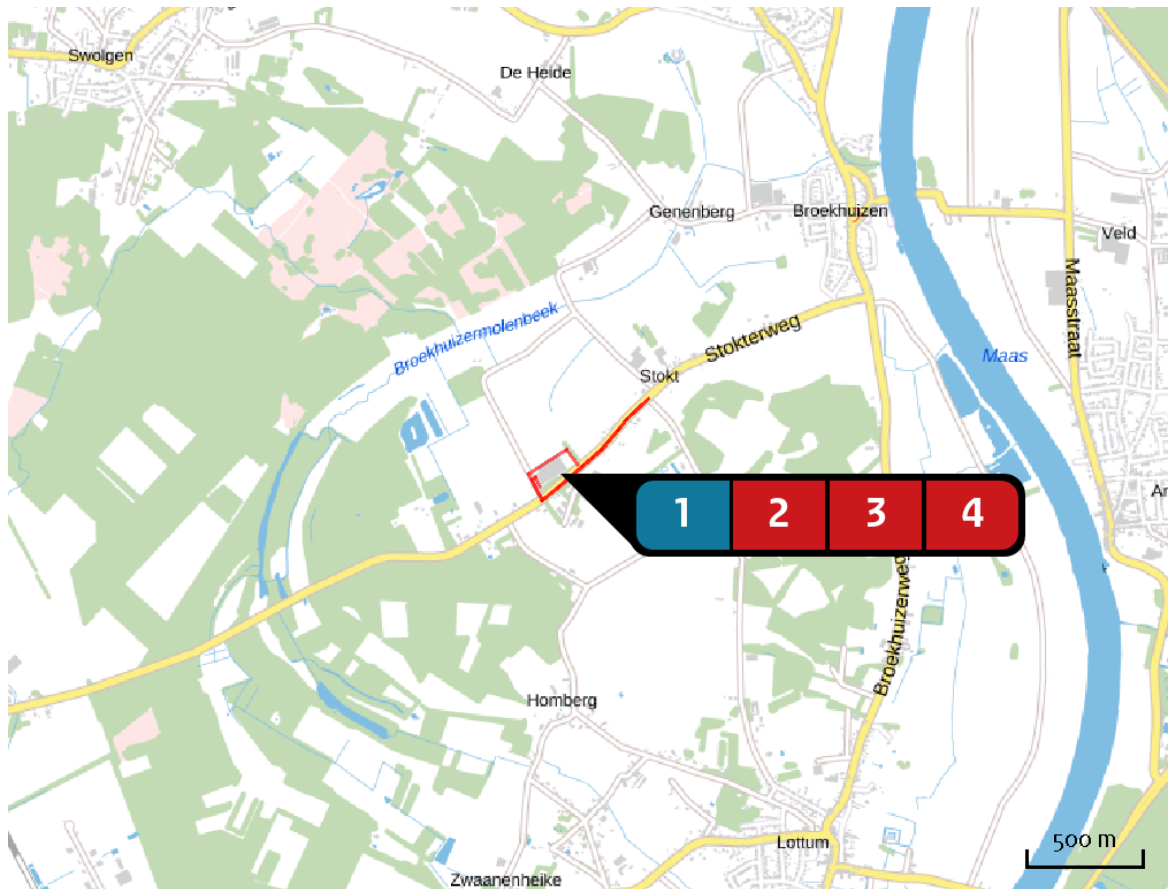 Swolgen
De Heide
Genenberg
Broekhuizen
Veld
Maasstraat
Broekhuizermolenbeek
Stokterweg
Maas
Stokt
1 2 3 4
Broekhuizerweg
Homberg
Lottum
500 m
Zwaanenheike